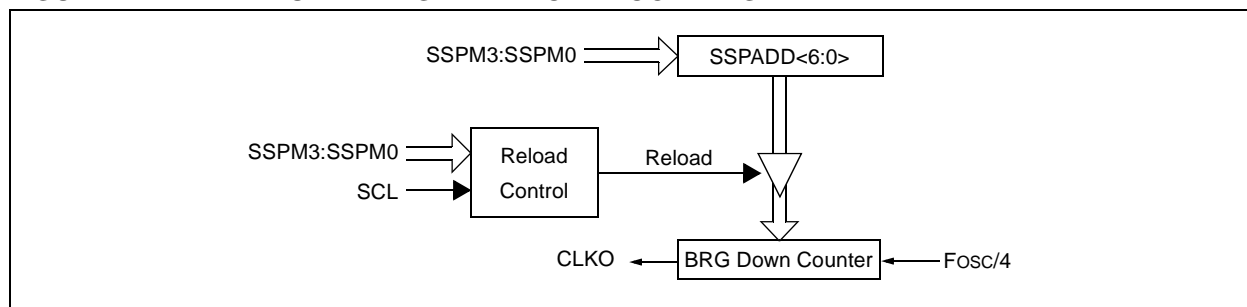 SSPM3:SSPM0
SSPADD<6:0>
SSPM3:SSPM0
Reload
Control
Reload
SCL
CLKO
BRG Down Counter
FOSC/4